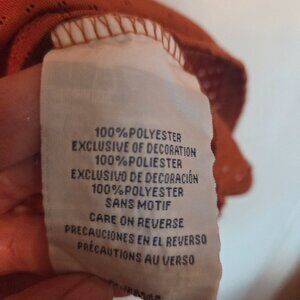 100%POLYESTER
EXCLUSIVE OF DECORATION
100%POLIESTER
EXCLUSIVO DE DECORACIÓN
100%POLYESTER
SANS MOTIF
CARE ON REVERSE
PRECAUCIONES EN EL REVERSO
PRÉCAUTIONS AU VERSO